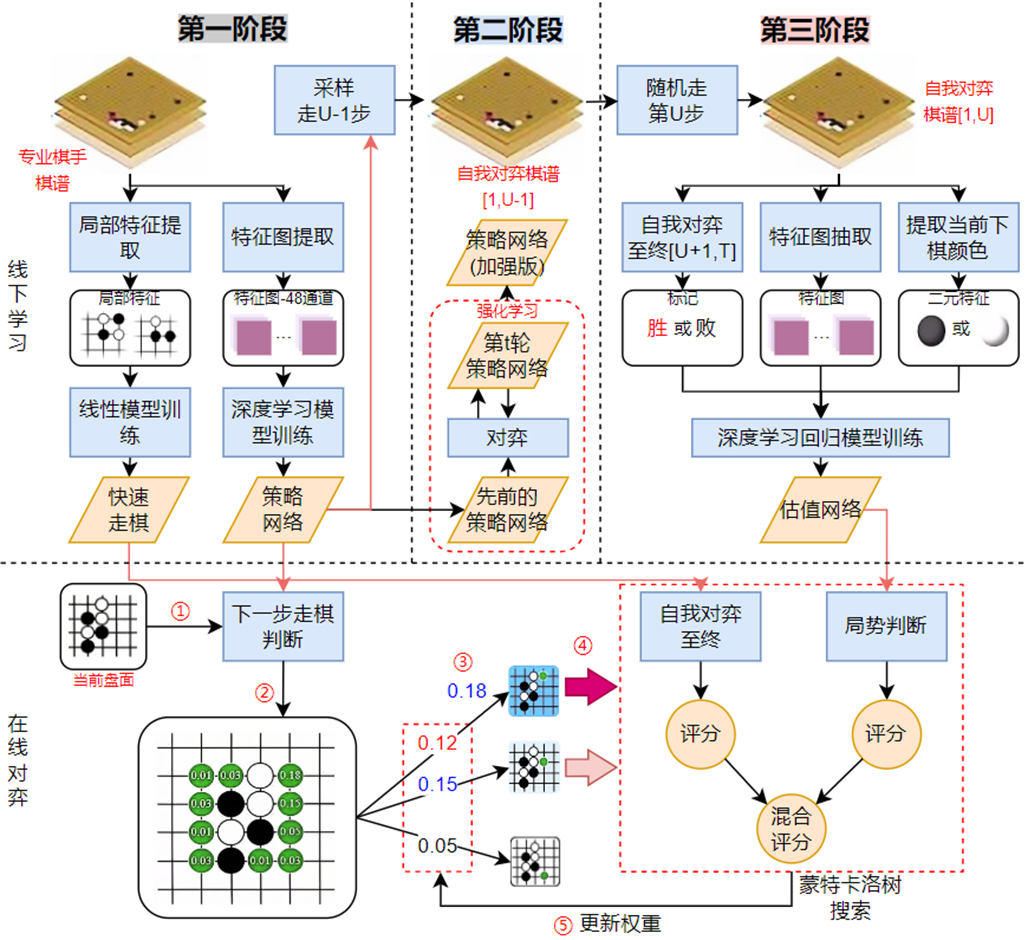 第一阶段
第二阶段
第三阶段
专业棋手
棋谱
采样
走U-1步
自我对弈棋谱
[1,U-1]
随机走
第U步
自我对弈
棋谱[1,U]
线下学习
局部特征提
取
特征图提取
局部特征
特征图-48通道
...
线性模型训
练
深度学习模
型训练
快速
走棋
策略
网络
策略网络
(加强版)
强化学习
第t轮
策略网络
对弈
先前的
策略网络
自我对弈
至终[U+1,T]
特征图抽取
提取当前下
棋颜色
标记
胜 或 败
特征图
...
二元特征
或
深度学习回归模型训练
估值网络
在线对弈
当前盘面
①
下一步走棋
判断
②
0.01 0.03 0.18
0.03 0.15
0.01 0.05
0.03 0.01 0.03
③
0.18
0.12
0.15
0.05
④
自我对弈
至终
局势判断
评分
评分
混合
评分
蒙特卡洛树
搜索
⑤ 更新权重